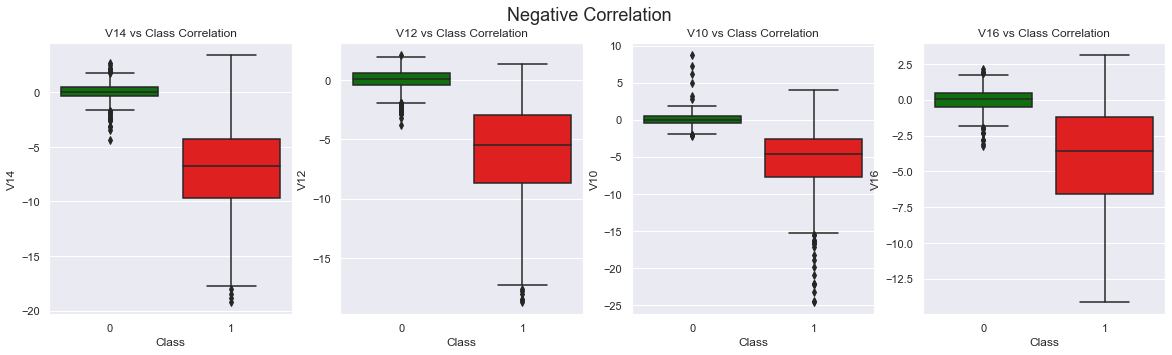 Negative Correlation
V14 vs Class Correlation
V12 vs Class Correlation
V10 vs Class Correlation
V16 vs Class Correlation
V14
0
−5
−10
−15
−20
0
1
Class
V12
0
−5
−10
−15
0
1
Class
V10
10
5
0
−5
−10
−15
−20
−25
0
1
Class
V16
2.5
0.0
−2.5
−5.0
−7.5
−10.0
−12.5
0
1
Class